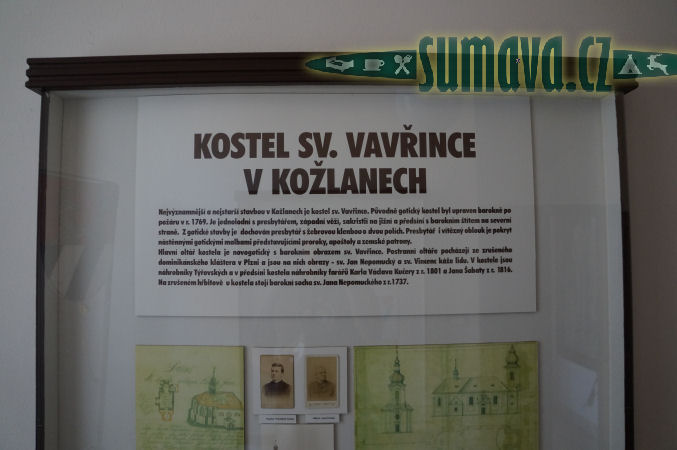 sumava.cz
KOSTEL SV. VAVŘINCE
V KOŽLANECH
Nejvýznamnější a nejstarší stavbou v Kožlanech je kostel sv. Vavřince. Původně gotický kostel byl upraven barokně po
požáru v r. 1769. Je jednolodní s presbytářem, západní věží, sakristií na jižní a předsíní s barokním štítem na severní
straně. Z gotické stavby je dochován presbytář s žebrovou klenbou o dvou polích. Presbytář i vítězný oblouk je pokryt
nástěnnými gotickými malbami představujícími proroky, apoštoly a zemské patrony.
Hlavní oltář kostela je novogotický s barokním obrazem sv. Vavřince. Postranní oltáře pocházejí ze zrušeného
dominikánského kláštera v Plzni a jsou na nich obrazy - sv. Jan Nepomucký a sv. Vincenc káže lidu. V kostele jsou
náhrobníky Týřovských a v předsíni kostela náhrobníky farářů Karla Václava Kučery z r. 1801 a Jana Šabaty z r. 1816.
Na zrušeném hřbitově u kostela stojí barokní socha sv. Jana Nepomuckého z r.1737.